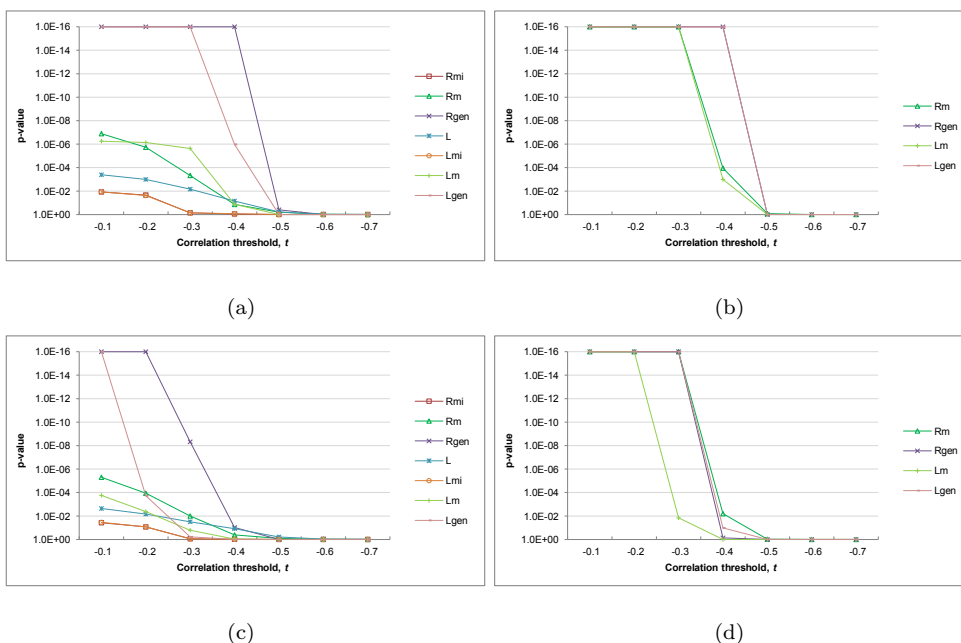 1.0E-16
1.0E-14
1.0E-12
1.0E-10
1.0E-08
1.0E-06
1.0E-04
1.0E-02
1.0E+00
p-value
-0.1 -0.2 -0.3 -0.4 -0.5 -0.6 -0.7
Correlation threshold, t
Rmi
Rm
Rgen
L
Lmi
Lm
Lgen
(a)
1.0E-16
1.0E-14
1.0E-12
1.0E-10
1.0E-08
1.0E-06
1.0E-04
1.0E-02
1.0E+00
p-value
-0.1 -0.2 -0.3 -0.4 -0.5 -0.6 -0.7
Correlation threshold, t
Rm
Rgen
Lm
Lgen
(b)
1.0E-16
1.0E-14
1.0E-12
1.0E-10
1.0E-08
1.0E-06
1.0E-04
1.0E-02
1.0E+00
p-value
-0.1 -0.2 -0.3 -0.4 -0.5 -0.6 -0.7
Correlation threshold, t
Rmi
Rm
Rgen
L
Lmi
Lm
Lgen
(c)
1.0E-16
1.0E-14
1.0E-12
1.0E-10
1.0E-08
1.0E-06
1.0E-04
1.0E-02
1.0E+00
p-value
-0.1 -0.2 -0.3 -0.4 -0.5 -0.6 -0.7
Correlation threshold, t
Rm
Rgen
Lm
Lgen
(d)